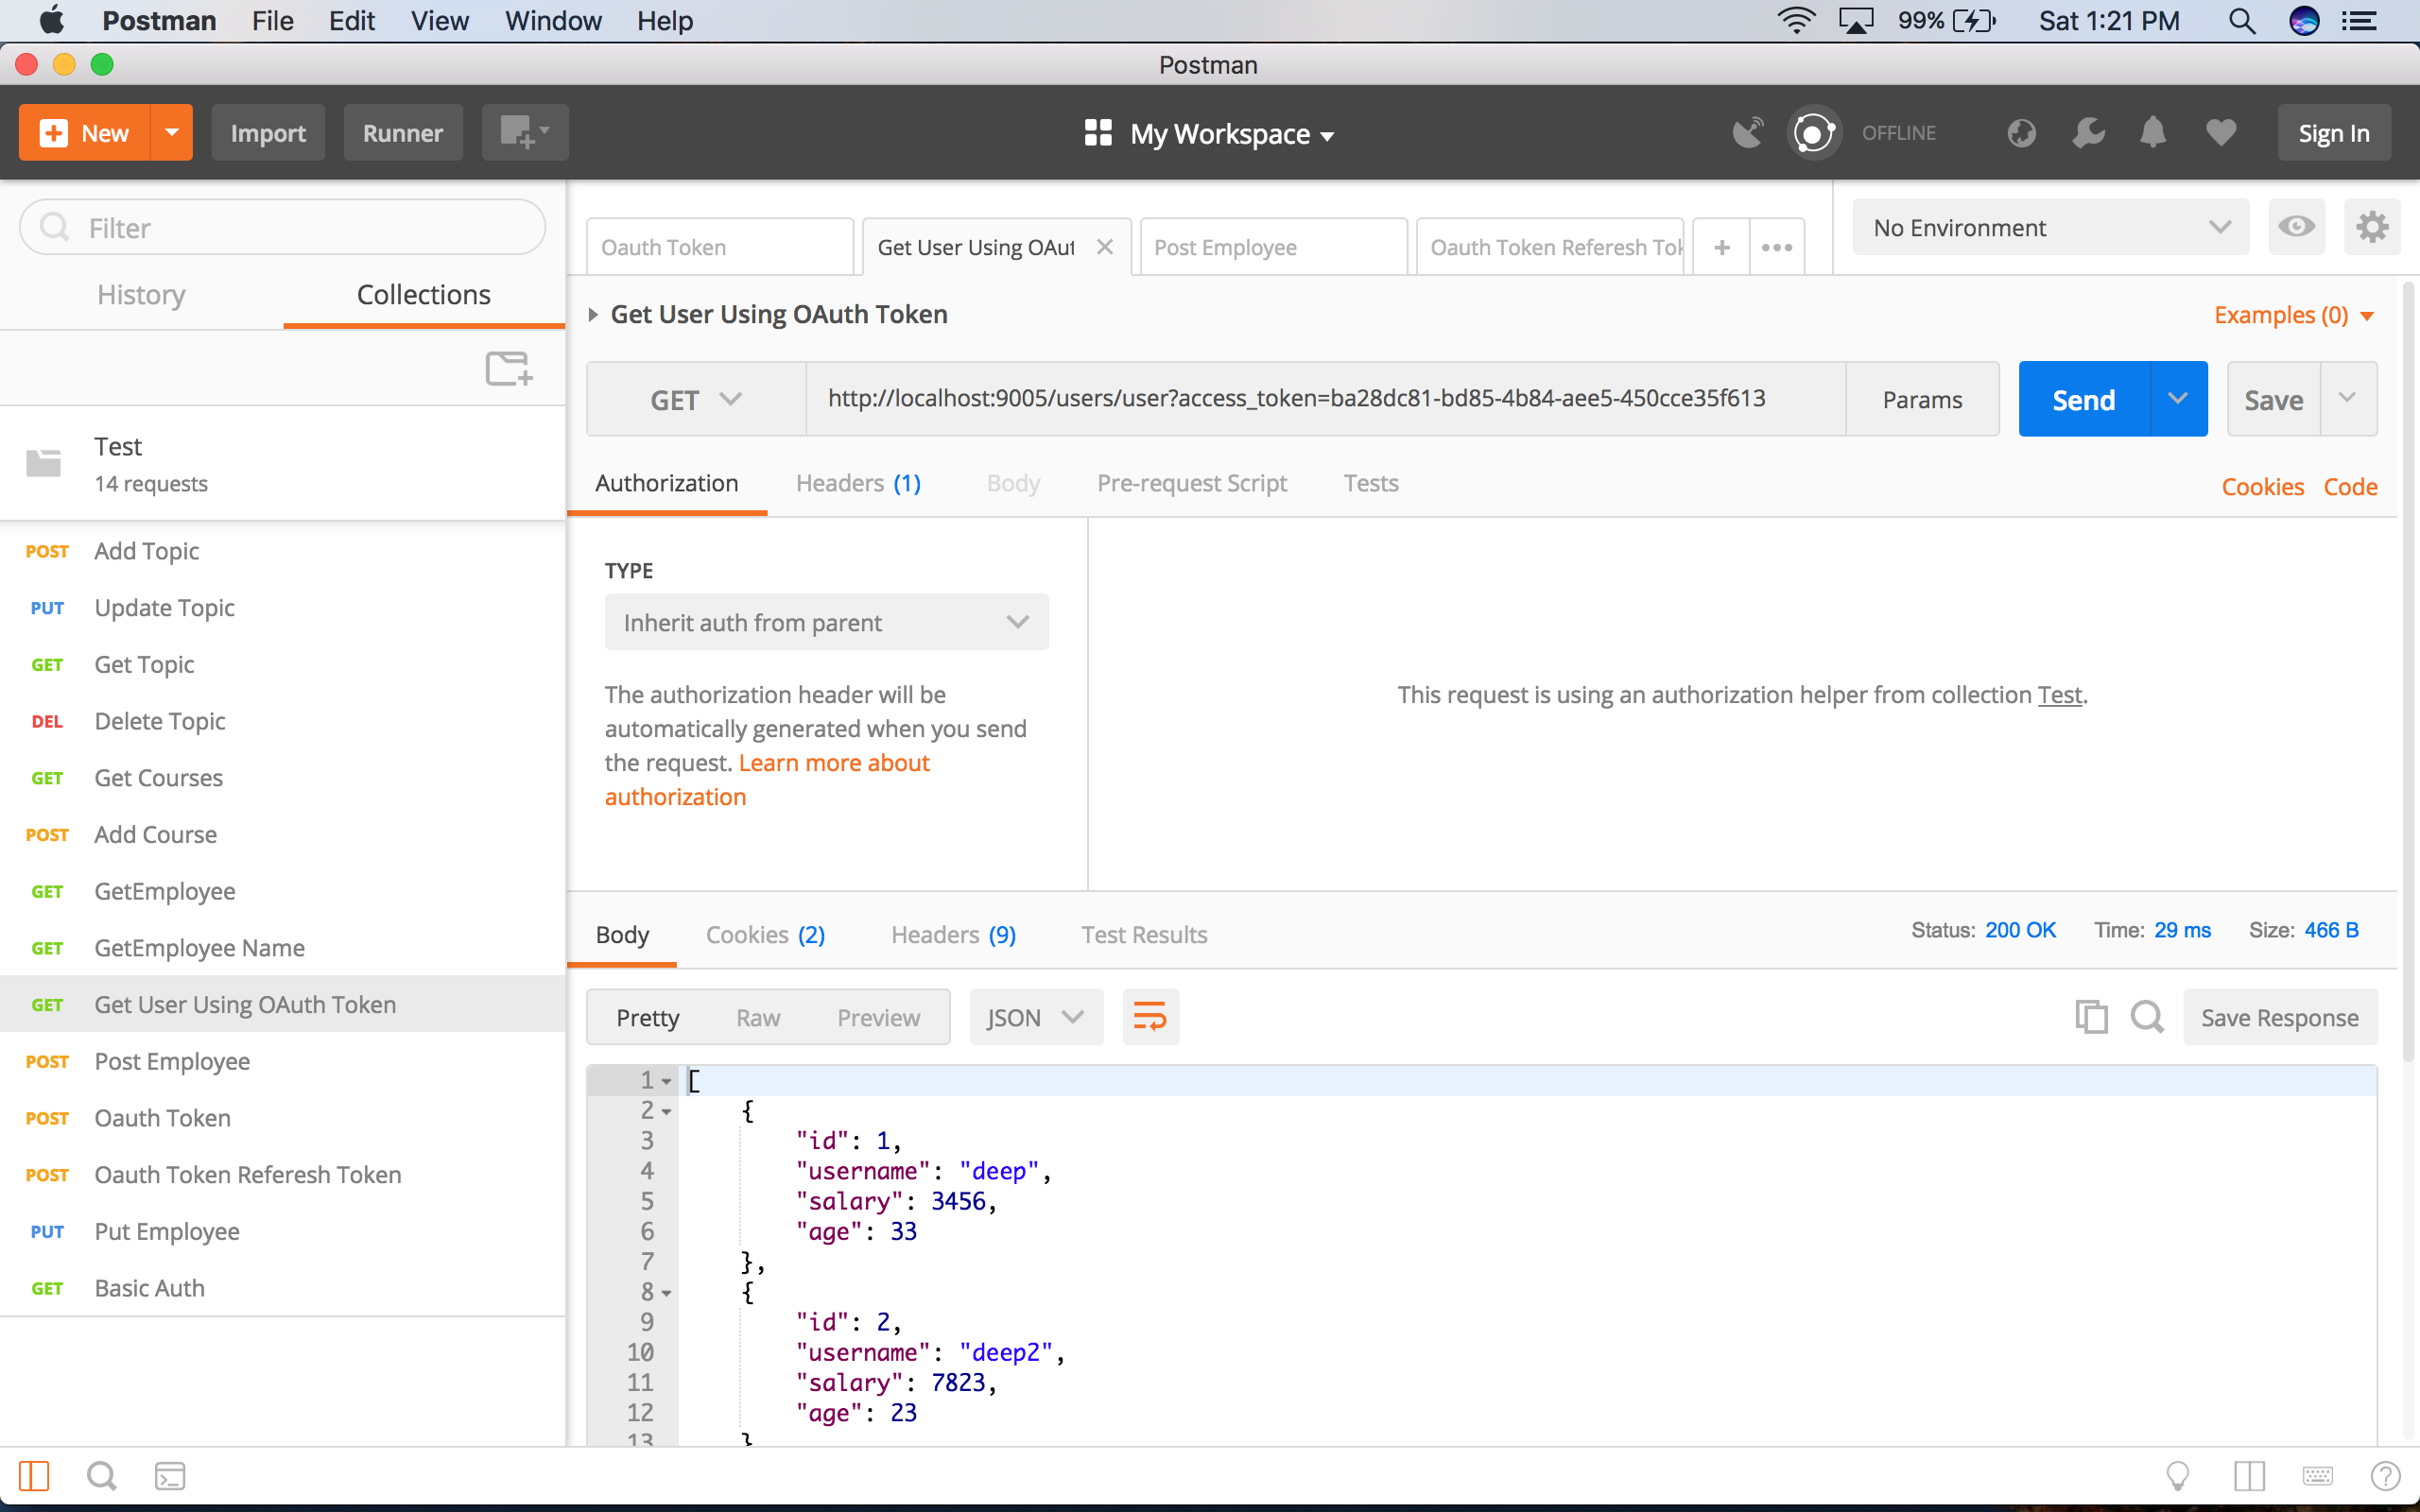 Postman File Edit View Window Help 99% Sat 1:21 PM
Postman
New Import Runner My Workspace OFFLINE Sign In
Filter
History Collections
Test
14 requests
POST Add Topic
PUT Update Topic
GET Get Topic
DEL Delete Topic
GET Get Courses
POST Add Course
GET GetEmployee
GET GetEmployee Name
GET Get User Using OAuth Token
POST Post Employee
POST Oauth Token
POST Oauth Token Referesh Token
PUT Put Employee
GET Basic Auth
Oauth Token Get User Using OAut Post Employee Oauth Token Referesh Tok + •••
No Environment
Get User Using OAuth Token Examples (0)
GET http://localhost:9005/users/user?access_token=ba28dc81-bd85-4b84-aee5-450cce35f613 Params Send Save
Authorization Headers (1) Body Pre-request Script Tests Cookies Code
TYPE
Inherit auth from parent
The authorization header will be
automatically generated when you send
the request. Learn more about
authorization
This request is using an authorization helper from collection Test.
Body Cookies (2) Headers (9) Test Results Status: 200 OK Time: 29 ms Size: 466 B
Pretty Raw Preview JSON Save Response
1 [
2 {
3 "id": 1,
4 "username": "deep",
5 "salary": 3456,
6 "age": 33
7 },
8 {
9 "id": 2,
10 "username": "deep2",
11 "salary": 7823,
12 "age": 23
13 }